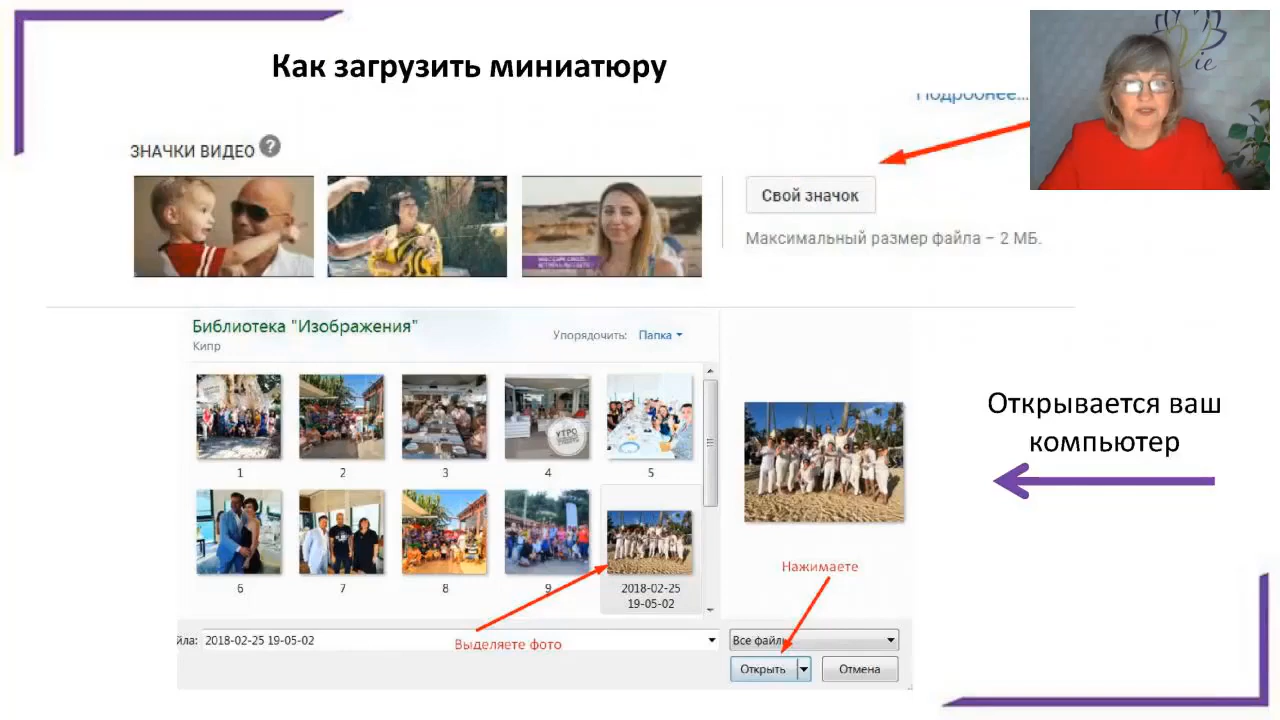 Как загрузить миниатюру
Подробнее...
ЗНАЧКИ ВИДЕО ?
Свой значок
Максимальный размер файла – 2 МБ.
Библиотека "Изображения"
Кипр
Упорядочить: Папка
1
2
3
4
5
УТРО
6
7
8
9
2018-02-25
19-05-02
Открывается ваш
компьютер
Нажимаете
йла: 2018-02-25 19-05-02
Выделяете фото
Все файлы
Открыть
Отмена